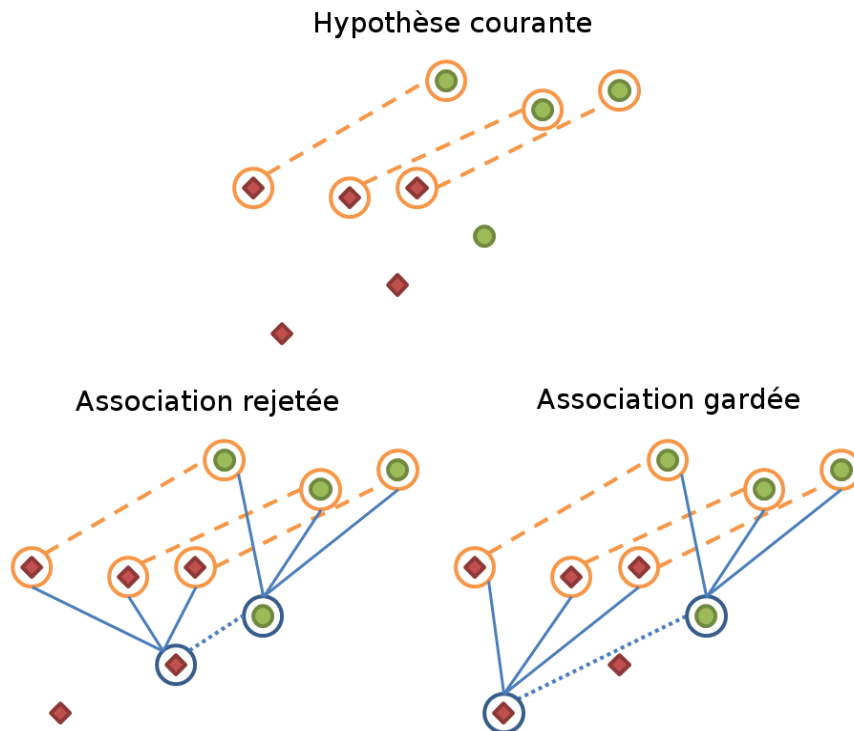 Hypothèse courante
Association rejetée
Association gardée